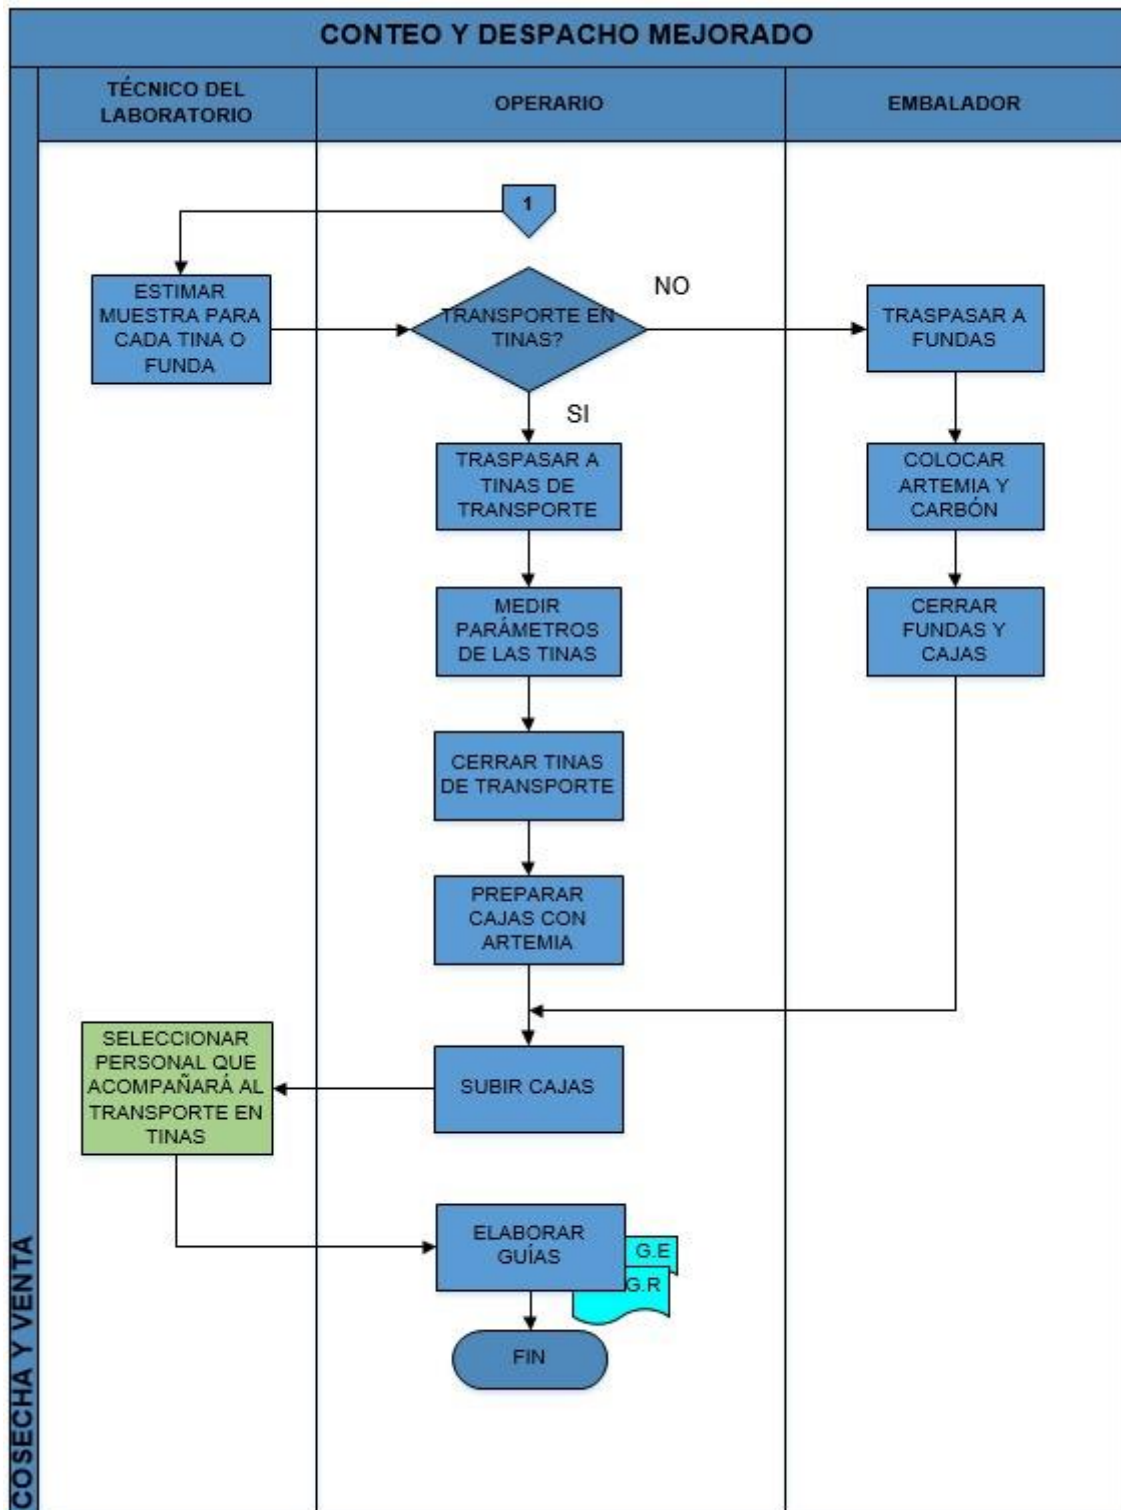 CONTEO Y DESPACHO MEJORADO
TÉCNICO DEL
LABORATORIO
OPERARIO
EMBALADOR
1
ESTIMAR
MUESTRA PARA
CADA TINA O
FUNDA
TRANSPORTE EN
TINAS?
NO
TRASPASAR A
FUNDAS
SI
TRASPASAR A
TINAS DE
TRANSPORTE
COLOCAR
ARTEMIA Y
CARBÓN
MEDIR
PARÁMETROS
DE LAS TINAS
CERRAR
FUNDAS Y
CAJAS
CERRAR TINAS
DE TRANSPORTE
PREPARAR
CAJAS CON
ARTEMIA
SELECCIONAR
PERSONAL QUE
ACOMPAÑARÁ AL
TRANSPORTE EN
TINAS
SUBIR CAJAS
ELABORAR
GUÍAS
G.E
G.R
FIN
COSECHA Y VENTA